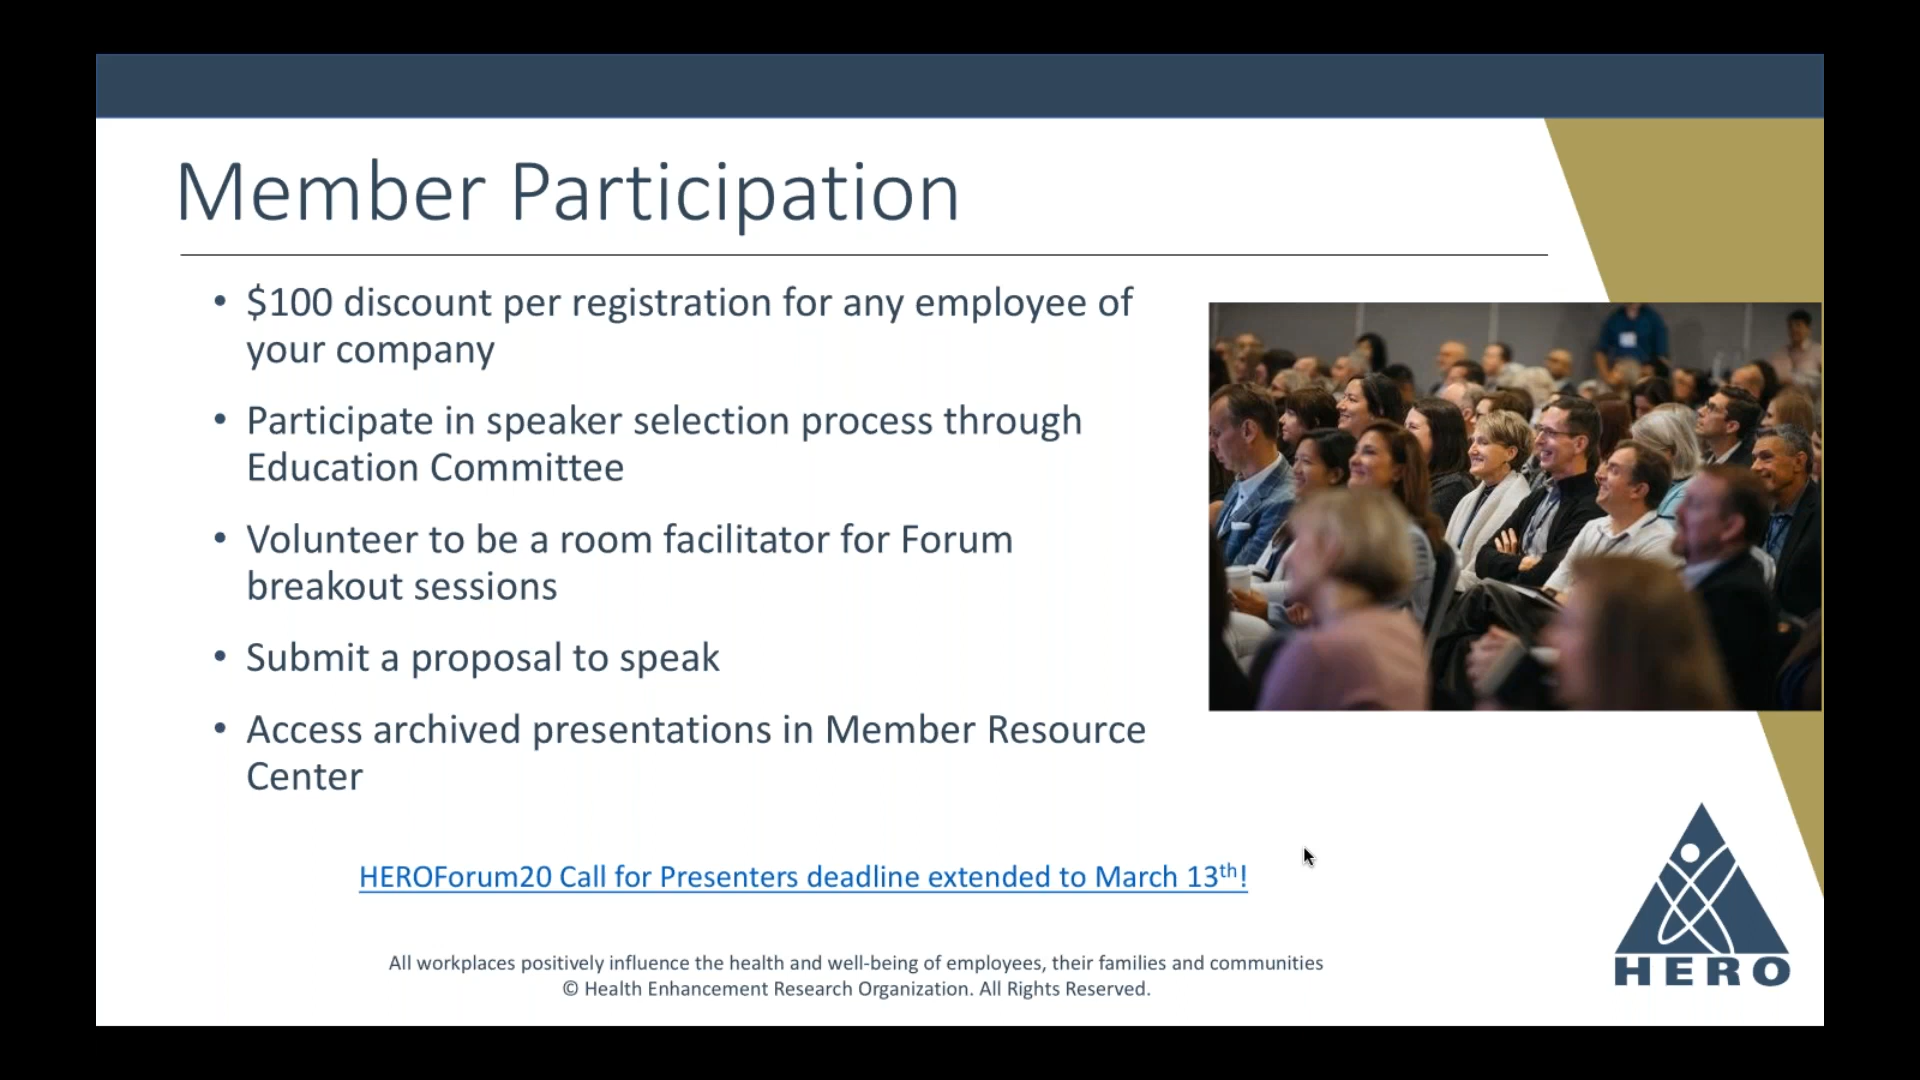 Member Participation
• $100 discount per registration for any employee of
your company
• Participate in speaker selection process through
Education Committee
• Volunteer to be a room facilitator for Forum
breakout sessions
• Submit a proposal to speak
• Access archived presentations in Member Resource
Center
HEROForum20 Call for Presenters deadline extended to March 13th!
All workplaces positively influence the health and well-being of employees, their families and communities
© Health Enhancement Research Organization. All Rights Reserved.
HERO